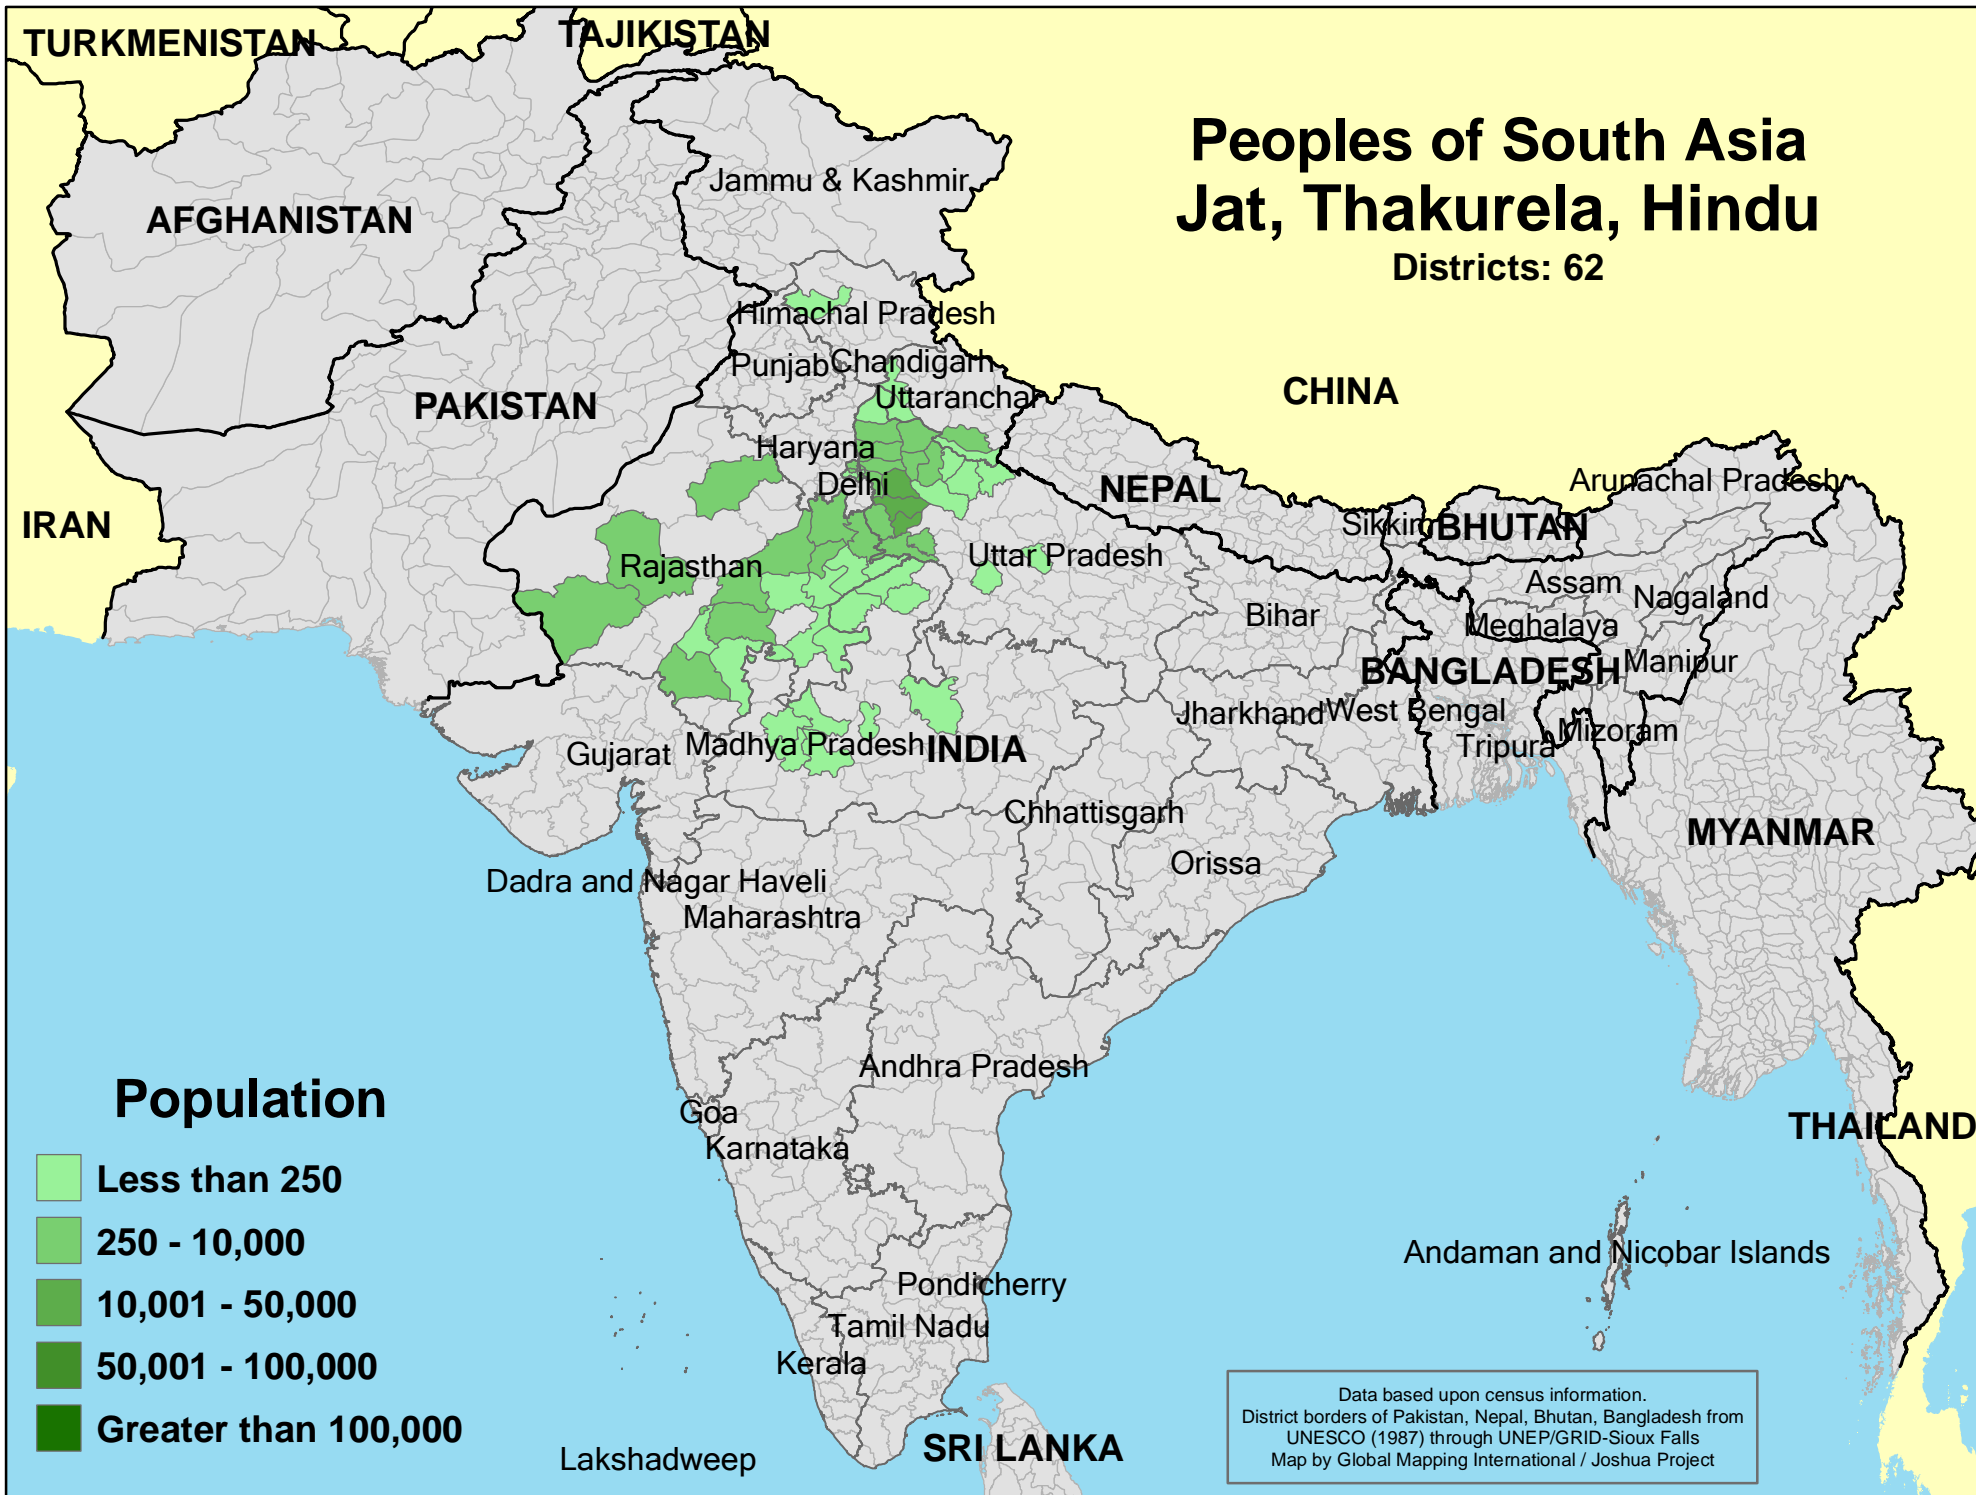 TURKMENISTAN
TAJIKISTAN
Peoples of South Asia
Jat, Thakurela, Hindu
Districts: 62
Jammu & Kashmir
AFGHANISTAN
Himachal Pradesh
Punjab
Chandigarh
CHINA
PAKISTAN
Uttaranchal
Haryana
Delhi
NEPAL
Arunachal Pradesh
IRAN
Sikkim
BHUTAN
Rajasthan
Uttar Pradesh
Assam
Nagaland
Bihar
Meghalaya
BANGLADESH
Manipur
Jharkhand
West Bengal
Gujarat
Madhya Pradesh
INDIA
Tripura
Mizoram
Chhattisgarh
MYANMAR
Orissa
Dadra and Nagar Haveli
Maharashtra
Andhra Pradesh
Goa
Karnataka
THAILAND
Population
Less than 250
250 - 10,000
10,001 - 50,000
50,001 - 100,000
Greater than 100,000
Andaman and Nicobar Islands
Pondicherry
Tamil Nadu
Kerala
Lakshadweep
SRI LANKA
Data based upon census information.
District borders of Pakistan, Nepal, Bhutan, Bangladesh from
UNESCO (1987) through UNEP/GRID-Sioux Falls
Map by Global Mapping International / Joshua Project